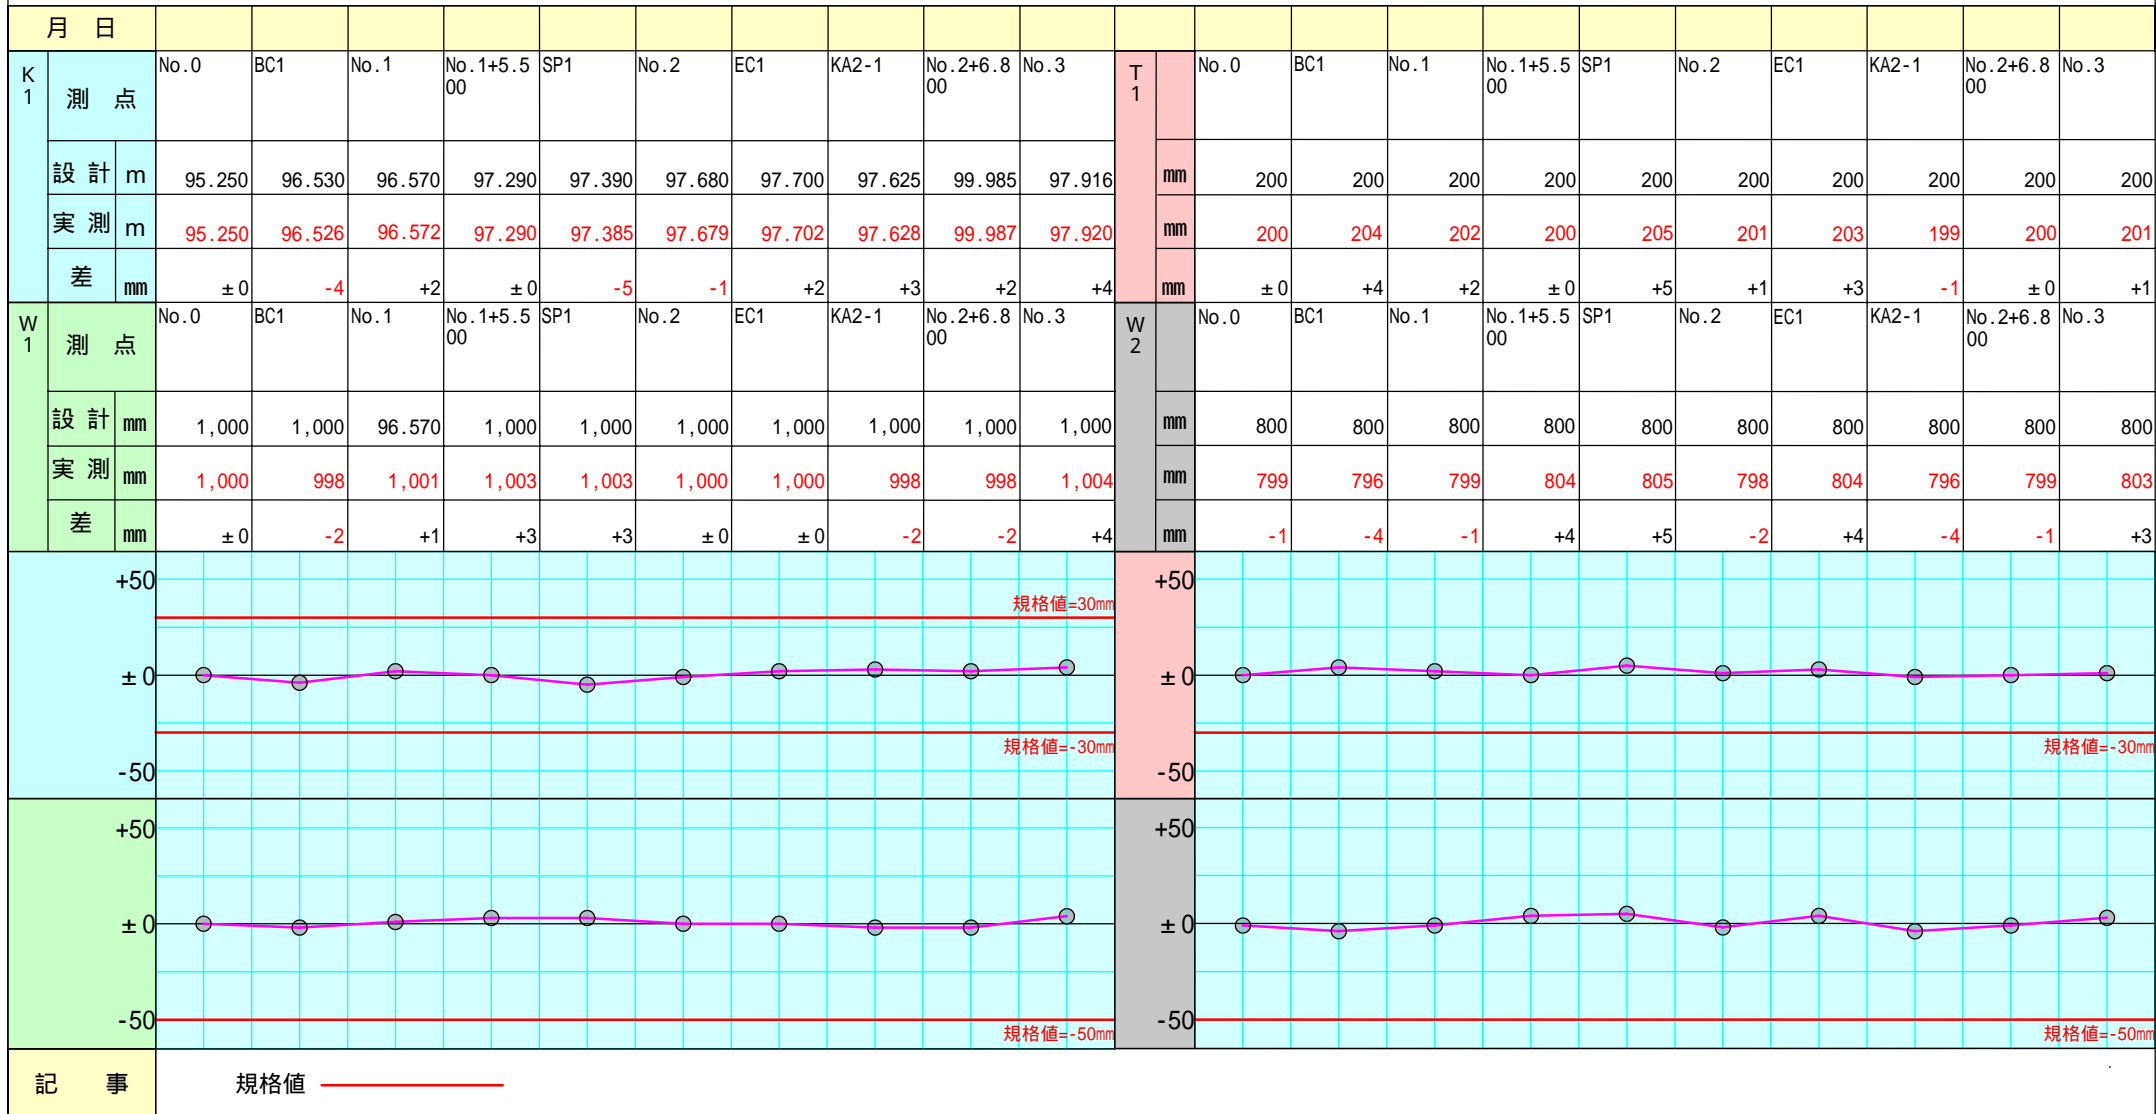 月 日
K1 測 点 No.0 BC1 No.1 No.1+5.500 SP1 No.2 EC1 KA2-1 No.2+6.800 No.3
設 計 m 95.250 96.530 96.570 97.290 97.390 97.680 97.700 97.625 99.985 97.916
実 測 m 95.250 96.526 96.572 97.290 97.385 97.679 97.702 97.628 99.987 97.920
差 mm ±0 -4 +2 ±0 -5 -1 +2 +3 +2 +4
T1 No.0 BC1 No.1 No.1+5.500 SP1 No.2 EC1 KA2-1 No.2+6.800 No.3
mm 200 200 200 200 200 200 200 200 200 200
mm 200 204 202 200 205 201 203 199 200 201
mm ±0 +4 +2 ±0 +5 +1 +3 -1 ±0 +1
W1 測 点 No.0 BC1 No.1 No.1+5.500 SP1 No.2 EC1 KA2-1 No.2+6.800 No.3
設 計 mm 1,000 1,000 96.570 1,000 1,000 1,000 1,000 1,000 1,000 1,000
実 測 mm 1,000 998 1,001 1,003 1,003 1,000 1,000 998 998 1,004
差 mm ±0 -2 +1 +3 +3 ±0 ±0 -2 -2 +4
W2 No.0 BC1 No.1 No.1+5.500 SP1 No.2 EC1 KA2-1 No.2+6.800 No.3
mm 800 800 800 800 800 800 800 800 800 800
mm 799 796 799 804 805 798 804 796 799 803
mm -1 -4 -1 +4 +5 -2 +4 -4 -1 +3
+50
規格値=30mm
±0
規格値=-30mm
-50
+50
±0
規格値=-30mm
-50
+50
±0
-50
規格値=-50mm
+50
±0
-50
規格値=-50mm
記 事 規格値